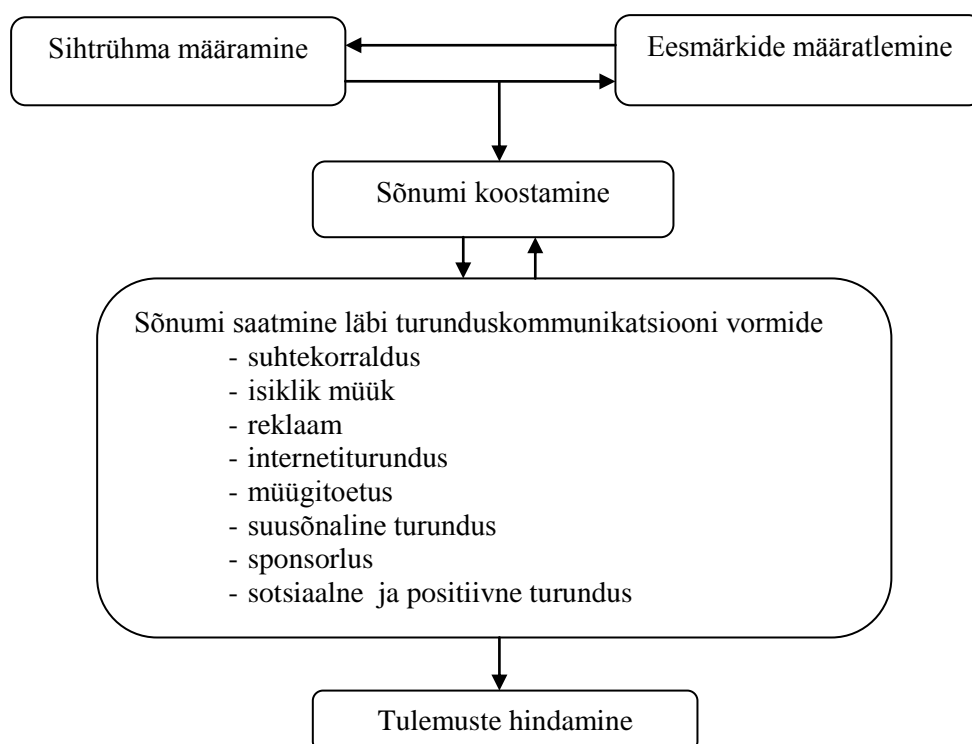 Sihtrühma määramine
Eesmärkide määratlemine
Sõnumi koostamine
Sõnumi saatmine läbi turunduskommunikatsiooni vormide
- suhtekorraldus
- isiklik müük
- reklaam
- internetiturundus
- müügitoetus
- suusõnaline turundus
- sponsorlus
- sotsiaalne ja positiivne turundus
Tulemuste hindamine